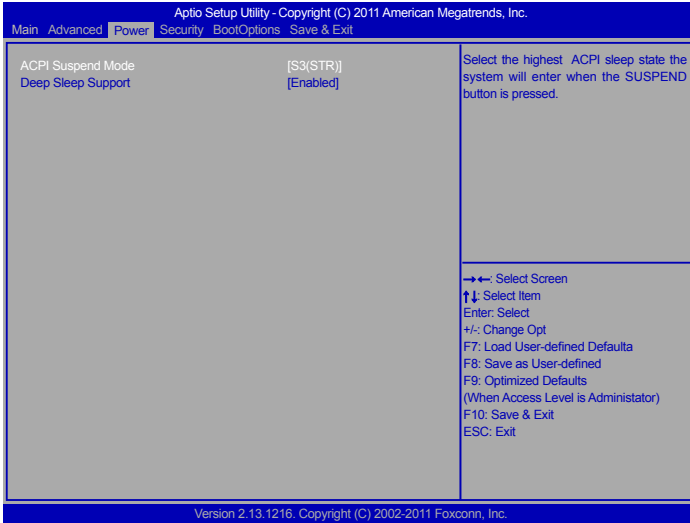 Aptio Setup Utility - Copyright (C) 2011 American Megatrends, Inc.
Main Advanced Power Security BootOptions Save & Exit
ACPI Suspend Mode [S3(STR)]
Deep Sleep Support [Enabled]
Select the highest ACPI sleep state the
system will enter when the SUSPEND
button is pressed.
→←: Select Screen
↑↓: Select Item
Enter: Select
+/-: Change Opt
F7: Load User-defined Defaulta
F8: Save as User-defined
F9: Optimized Defaults
(When Access Level is Administator)
F10: Save & Exit
ESC: Exit
Version 2.13.1216. Copyright (C) 2002-2011 Foxconn, Inc.